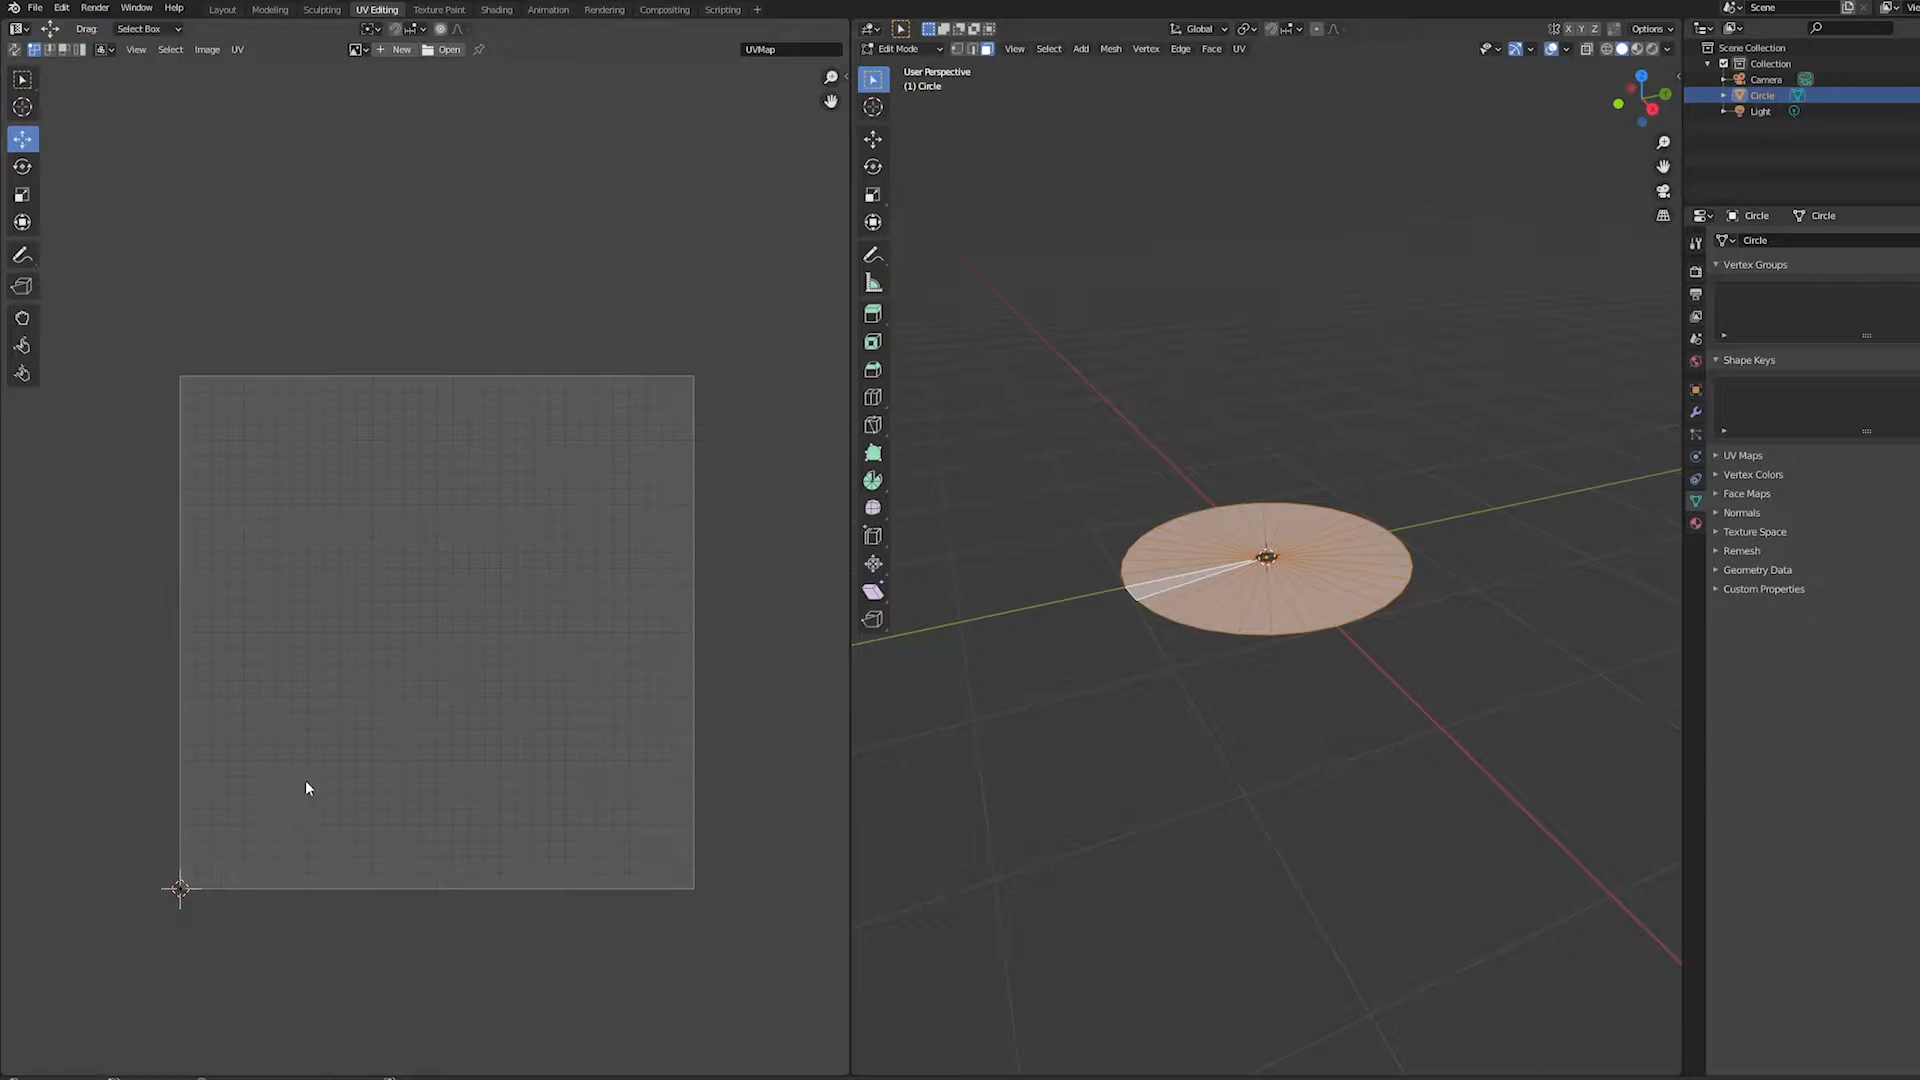 File Edit Render Window Help Layout Modeling Sculpting UV Editing Texture Paint Shading Animation Rendering Compositing Scripting + Scene
Drag: Select Box
View Select Image UV + New Open UVMap
Global X Y Z Options
Edit Mode View Select Add Mesh Vertex Edge Face UV
User Perspective
(1) Circle
Scene Collection
Collection
Camera
Circle
Light
Circle Circle
Circle
Vertex Groups
Shape Keys
UV Maps
Vertex Colors
Face Maps
Normals
Texture Space
Remesh
Geometry Data
Custom Properties